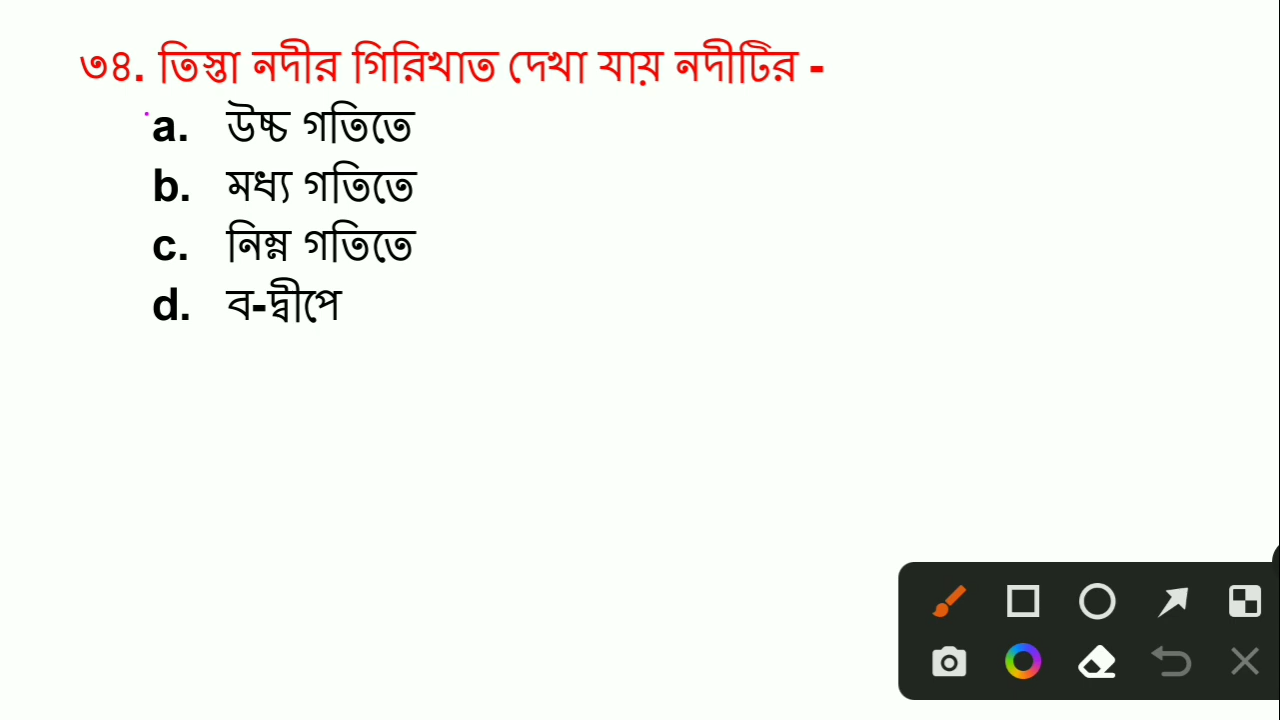 ৩৪. তিস্তা নদীর গিরিখাত দেখা যায় নদীটির -
a. উচ্চ গতিতে
b. মধ্য গতিতে
c. নিম্ন গতিতে
d. ব-দ্বীপে